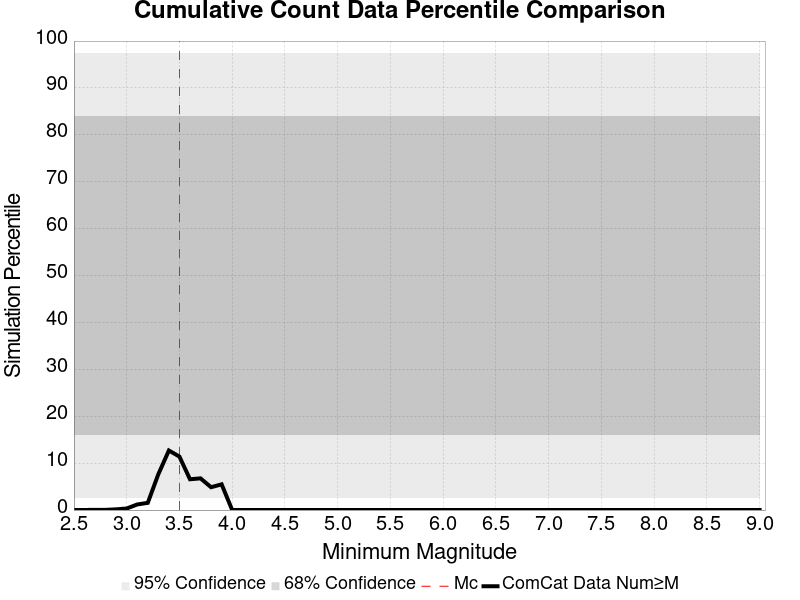 Cumulative Count Data Percentile Comparison
100
90
80
70
60
50
40
30
20
10
0
Simulation Percentile
2.5 3.0 3.5 4.0 4.5 5.0 5.5 6.0 6.5 7.0 7.5 8.0 8.5 9.0
Minimum Magnitude
95% Confidence 68% Confidence Mc ComCat Data Num≥M